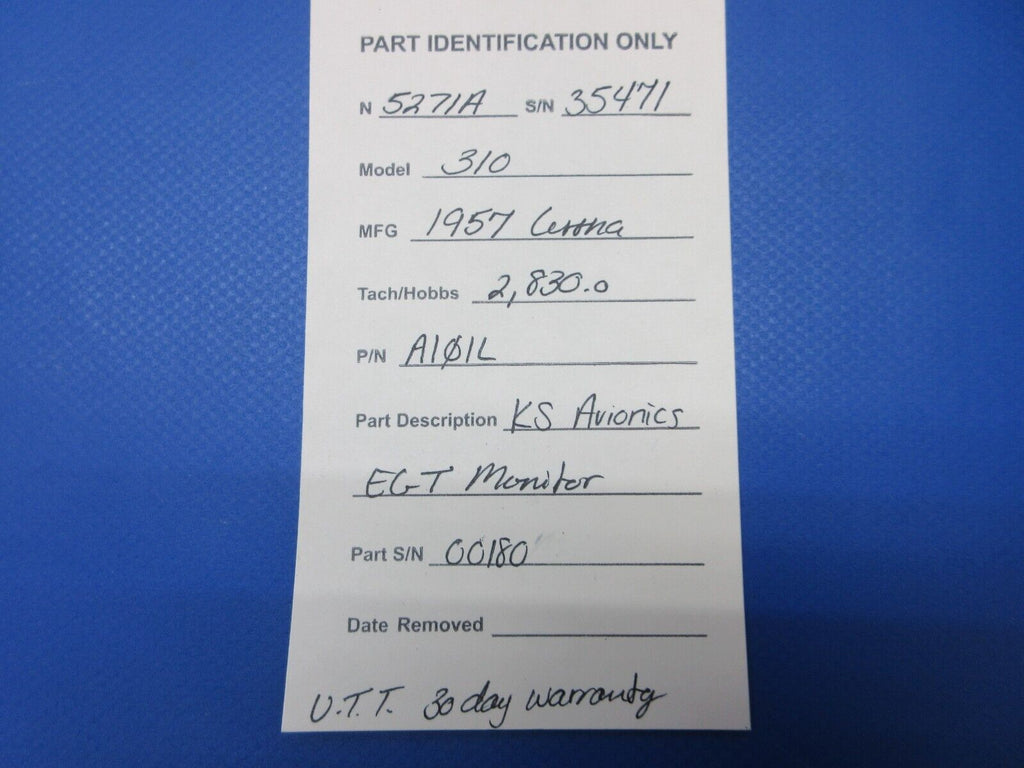 PART IDENTIFICATION ONLY
N 5271A S/N 35471
Model 310
MFG 1957 Cessna
Tach/Hobbs 2,830.0
P/N A1Ø1L
Part Description KS Avionics
EGT Monitor
Part S/N 00180
Date Removed
U.T.T. 30 day warranty